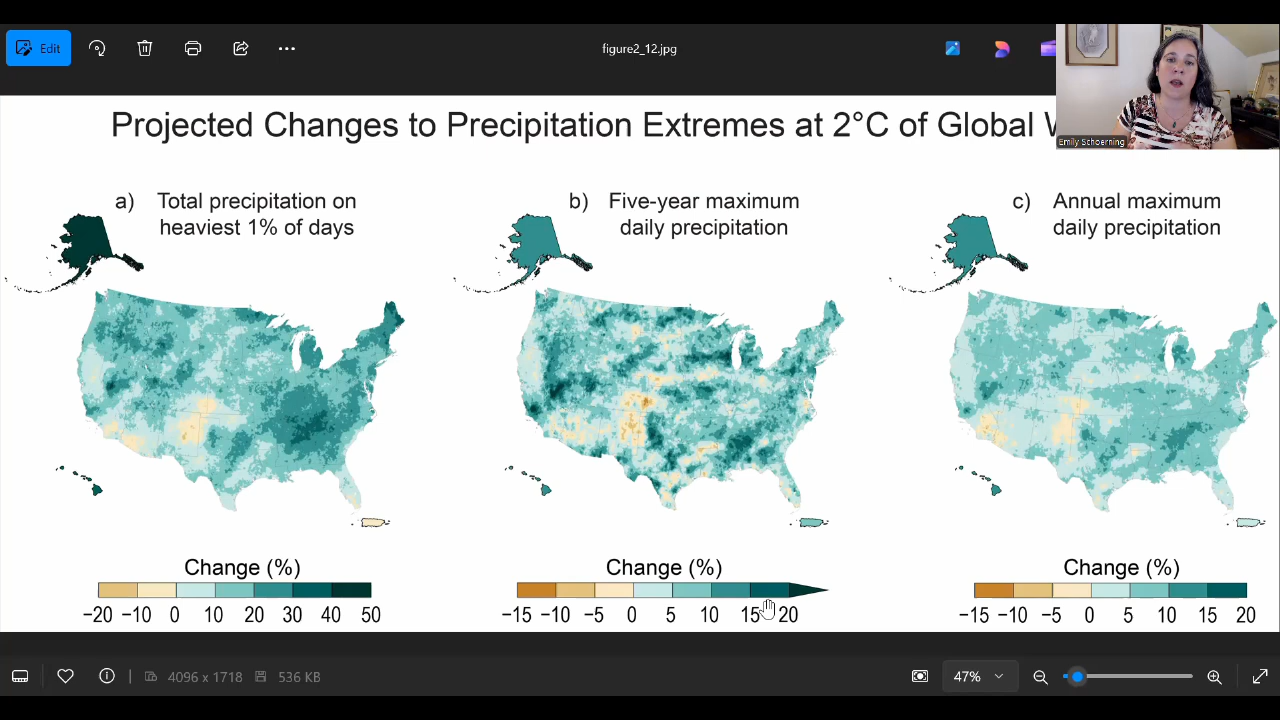 Edit
figure2_12.jpg
Emily Schoerning
Projected Changes to Precipitation Extremes at 2°C of Global
a) Total precipitation on
heaviest 1% of days
b) Five-year maximum
daily precipitation
c) Annual maximum
daily precipitation
Change (%)
−20 −10 0 10 20 30 40 50
Change (%)
−15 −10 −5 0 5 10 15 20
Change (%)
−15 −10 −5 0 5 10 15 20
4096 x 1718
536 KB
47%